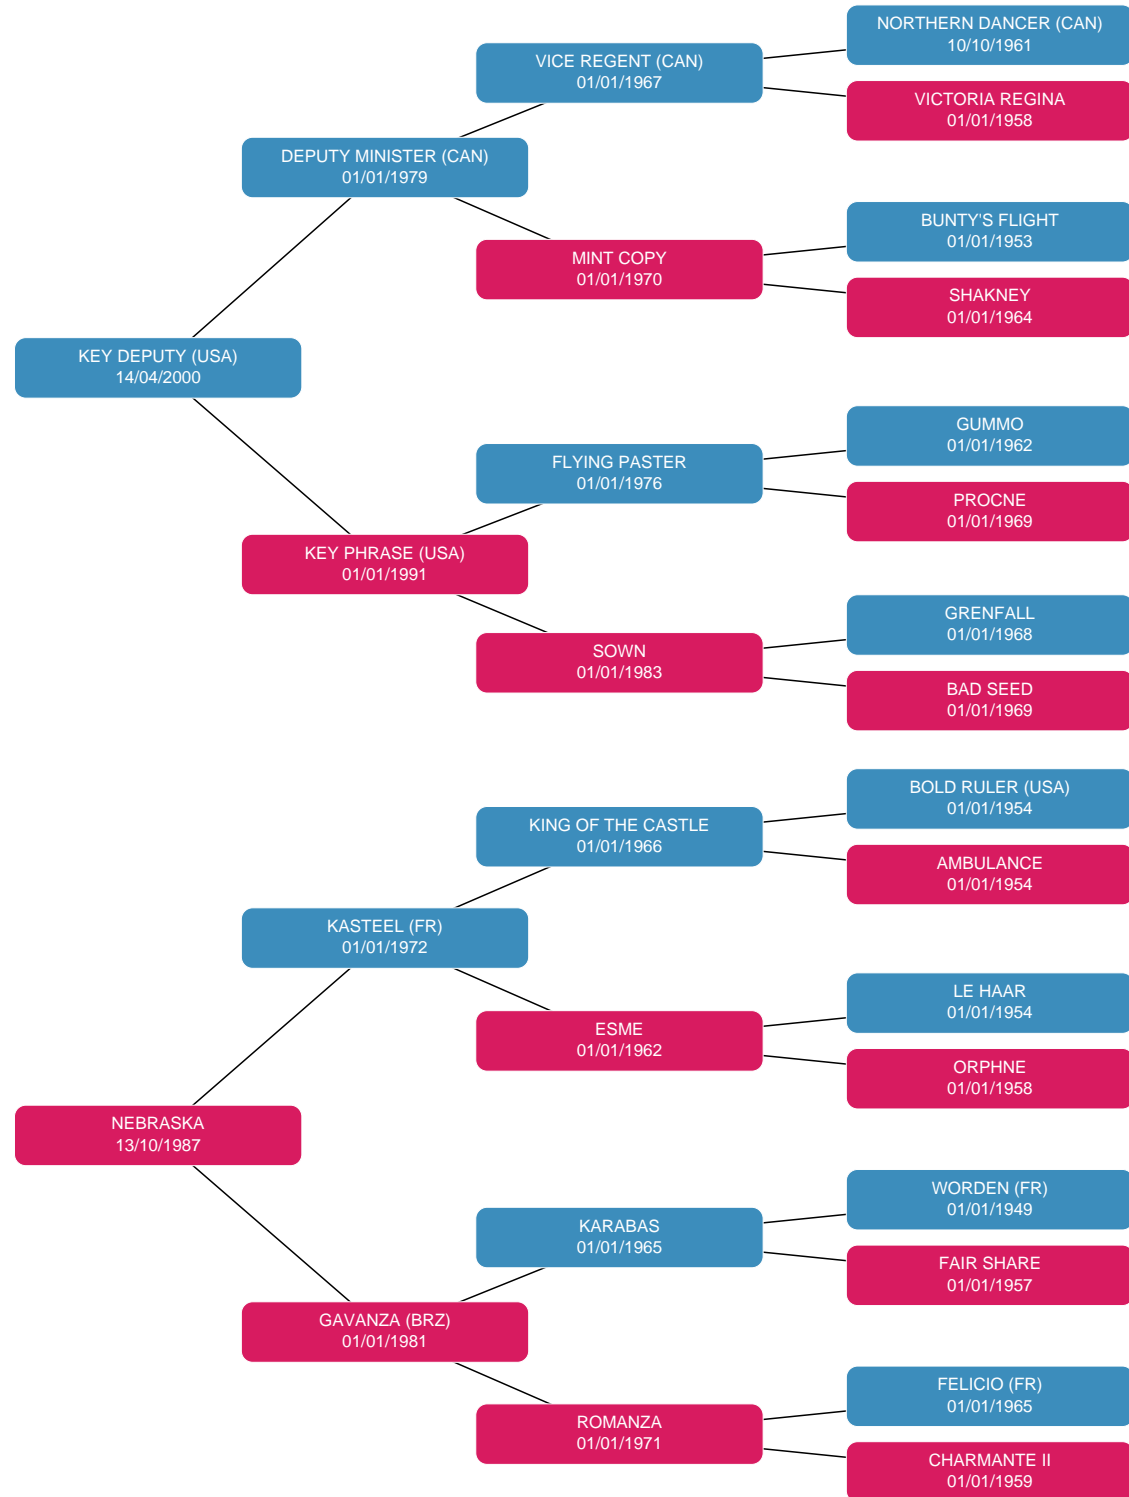 NORTHERN DANCER (CAN)
10/10/1961
VICE REGENT (CAN)
01/01/1967
VICTORIA REGINA
01/01/1958
DEPUTY MINISTER (CAN)
01/01/1979
BUNTY'S FLIGHT
01/01/1953
MINT COPY
01/01/1970
SHAKNEY
01/01/1964
KEY DEPUTY (USA)
14/04/2000
GUMMO
01/01/1962
FLYING PASTER
01/01/1976
PROCNE
01/01/1969
KEY PHRASE (USA)
01/01/1991
GRENFALL
01/01/1968
SOWN
01/01/1983
BAD SEED
01/01/1969
BOLD RULER (USA)
01/01/1954
KING OF THE CASTLE
01/01/1966
AMBULANCE
01/01/1954
KASTEEL (FR)
01/01/1972
LE HAAR
01/01/1954
ESME
01/01/1962
ORPHNE
01/01/1958
NEBRASKA
13/10/1987
WORDEN (FR)
01/01/1949
KARABAS
01/01/1965
FAIR SHARE
01/01/1957
GAVANZA (BRZ)
01/01/1981
FELICIO (FR)
01/01/1965
ROMANZA
01/01/1971
CHARMANTE II
01/01/1959